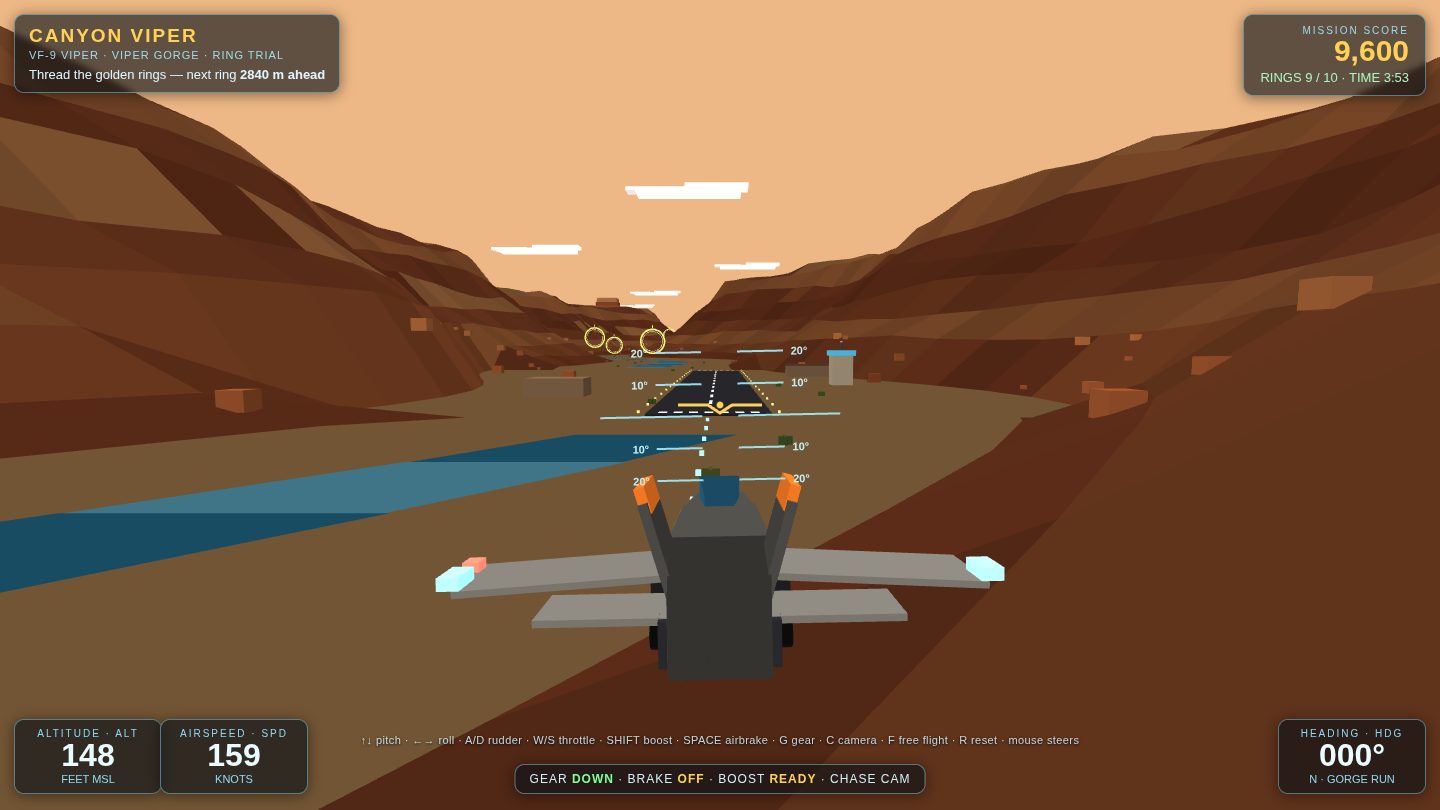 CANYON VIPER
VF-9 VIPER · VIPER GORGE · RING TRIAL
Thread the golden rings — next ring 2840 m ahead
MISSION SCORE
9,600
RINGS 9 / 10 · TIME 3:53
20° 20°
10° 10°
10° 10°
20° 20°
ALTITUDE · ALT
148
FEET MSL
AIRSPEED · SPD
159
KNOTS
↑↓ pitch · ←→ roll · A/D rudder · W/S throttle · SHIFT boost · SPACE airbrake · G gear · C camera · F free flight · R reset · mouse steers
GEAR DOWN · BRAKE OFF · BOOST READY · CHASE CAM
HEADING · HDG
000°
N · GORGE RUN